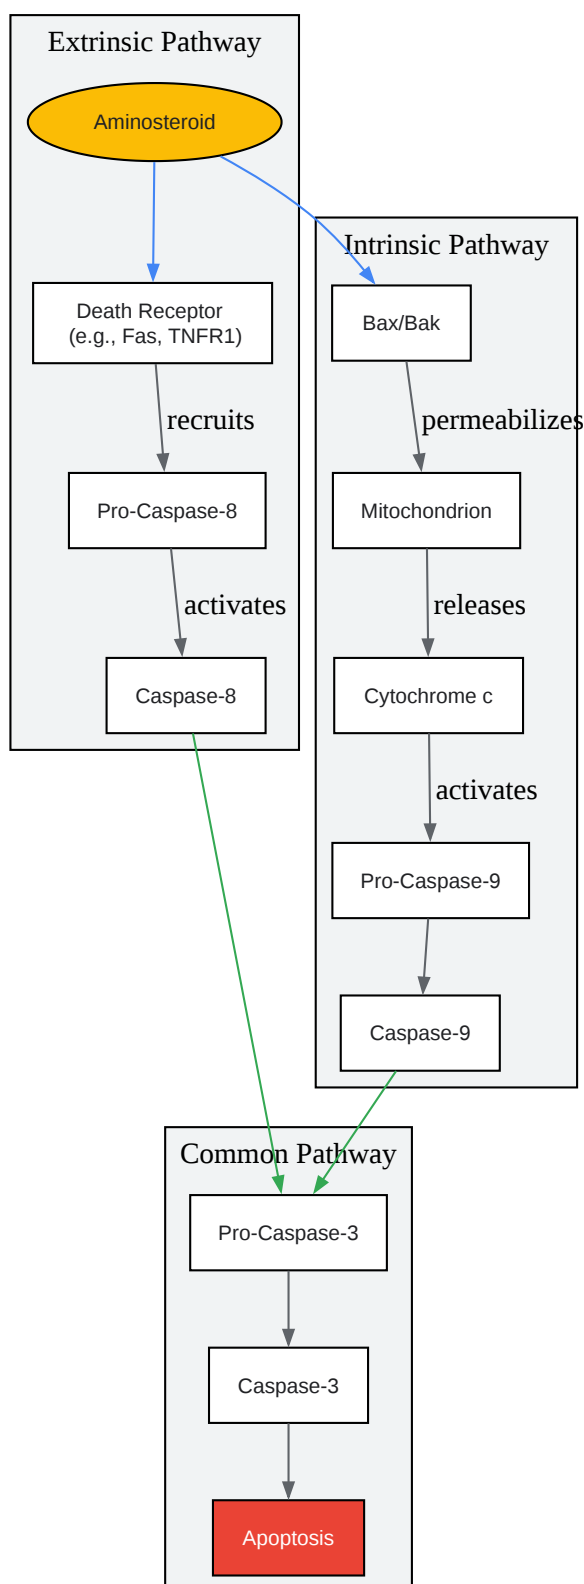 Extrinsic Pathway
Aminosteroid
Intrinsic Pathway
Death Receptor
(e.g., Fas, TNFR1)
Bax/Bak
recruits
permeabilizes
Pro-Caspase-8
Mitochondrion
activates
releases
Caspase-8
Cytochrome c
activates
Pro-Caspase-9
Caspase-9
Common Pathway
Pro-Caspase-3
Caspase-3
Apoptosis